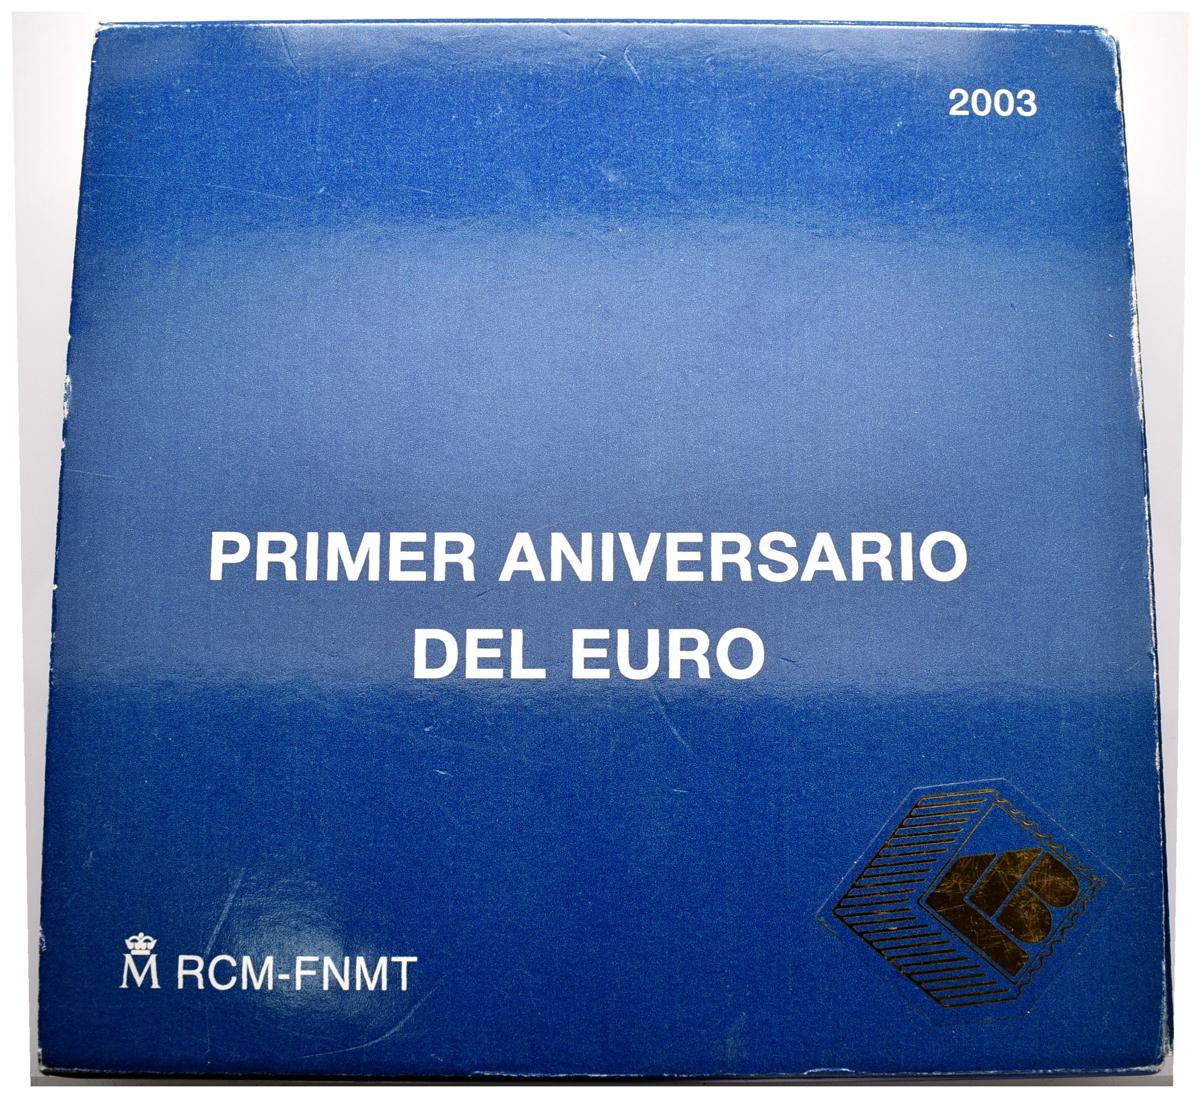 2003
PRIMER ANIVERSARIO
DEL EURO
M RCM-FNMT